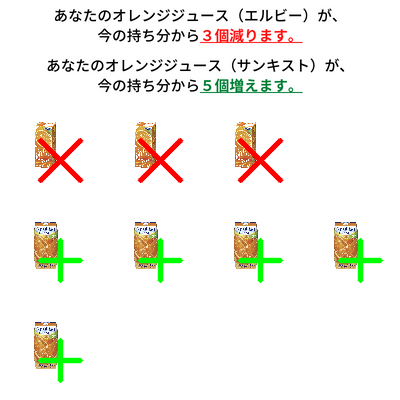 あなたのオレンジジュース（エルビー）が、
今の持ち分から３個減ります。
あなたのオレンジジュース（サンキスト）が、
今の持ち分から５個増えます。